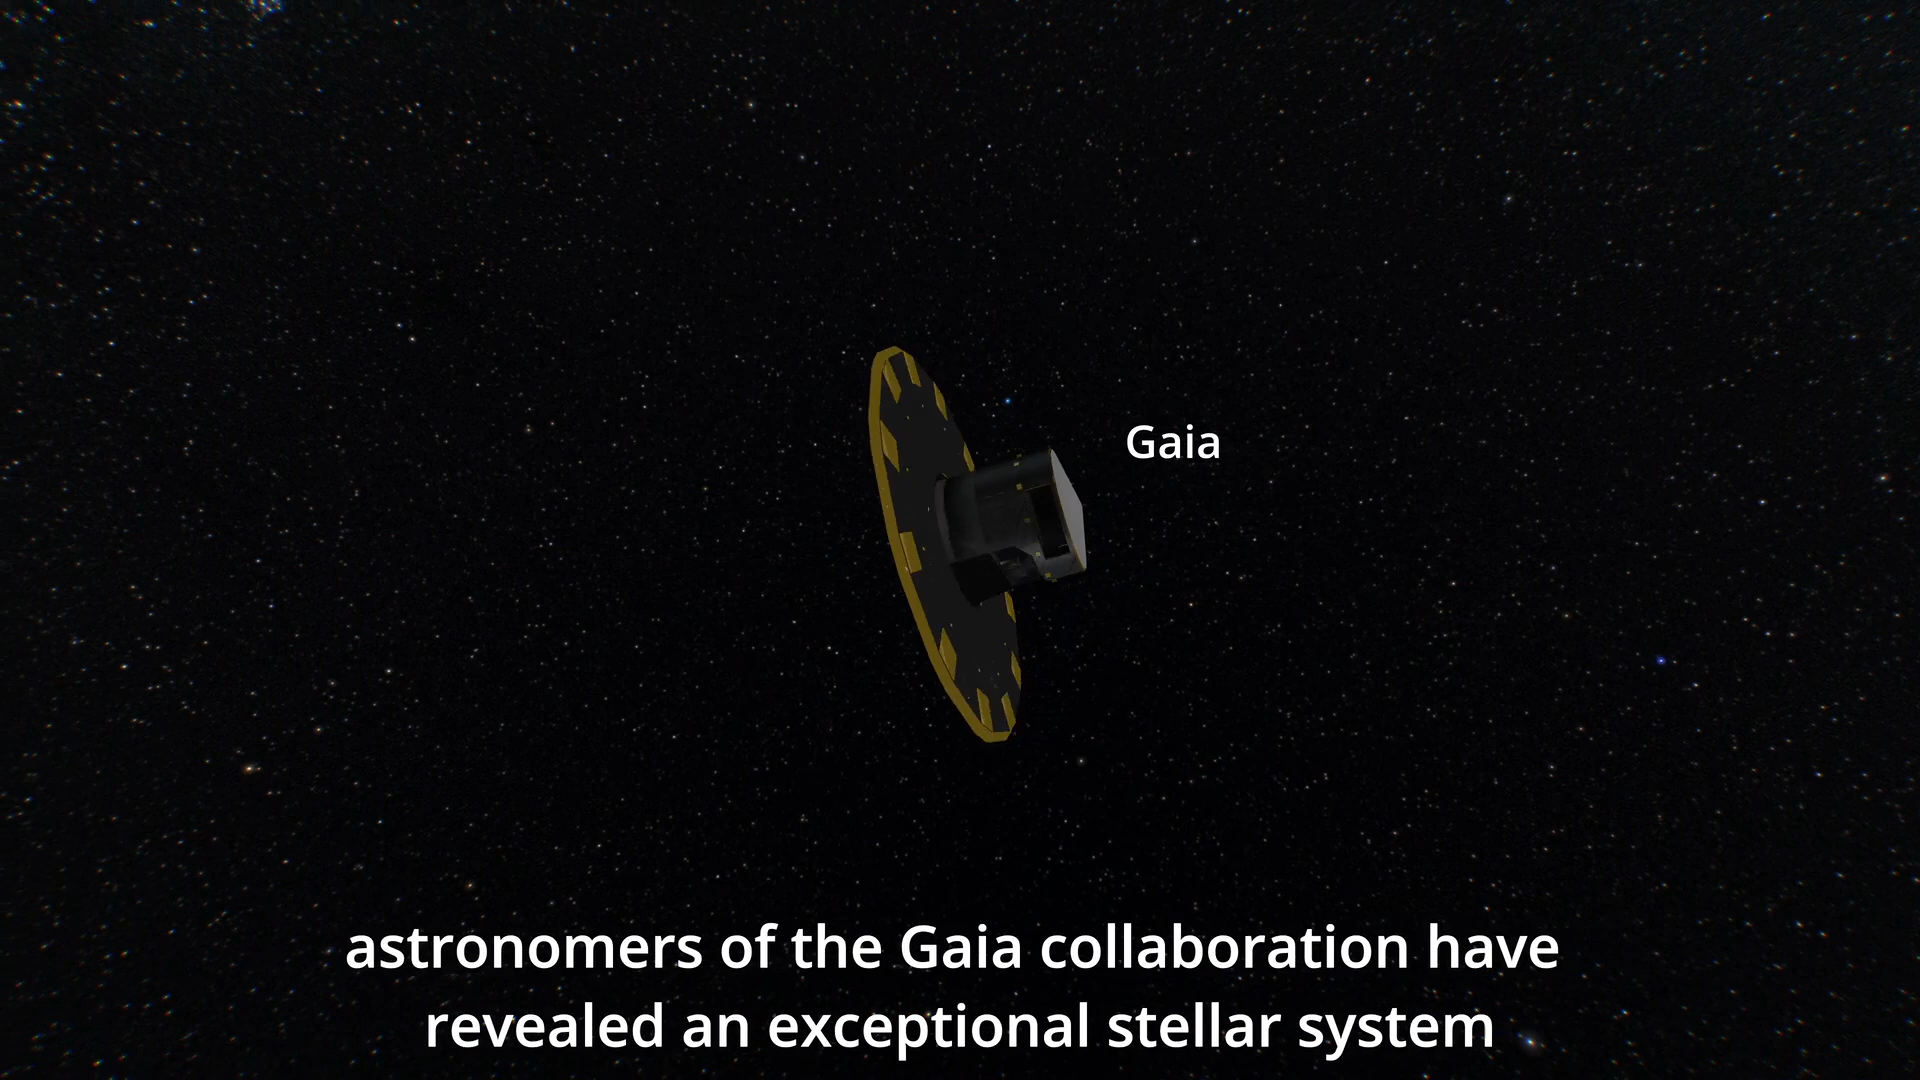 Gaia
astronomers of the Gaia collaboration have
revealed an exceptional stellar system